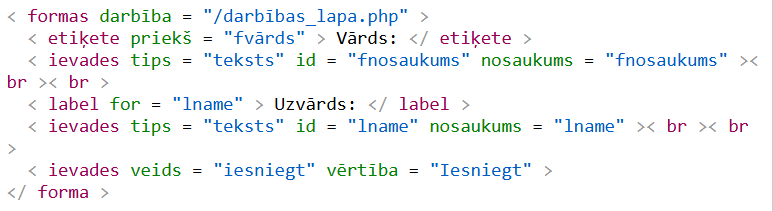 < formas darbība = "/darbības_lapa.php" >
< etiķete priekš = "fvārds" > Vārds: </ etiķete >
< ievades tips = "teksts" id = "fnosaukums" nosaukums = "fnosaukums" ><
br >< br >
< label for = "lname" > Uzvārds: </ label >
< ievades tips = "teksts" id = "lname" nosaukums = "lname" >< br >< br
>
< ievades veids = "iesniegt" vērtība = "Iesniegt" >
</ forma >